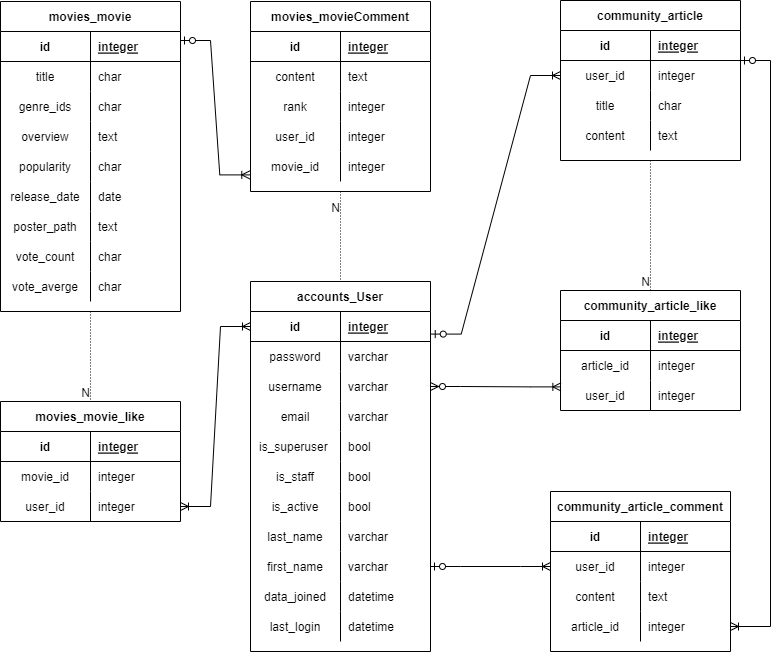 movies_movie
id integer
title char
genre_ids char
overview text
popularity char
release_date date
poster_path text
vote_count char
vote_averge char
N
movies_movie_like
id integer
movie_id integer
user_id integer
movies_movieComment
id integer
content text
rank integer
user_id integer
movie_id integer
N
accounts_User
id integer
password varchar
username varchar
email varchar
is_superuser bool
is_staff bool
is_active bool
last_name varchar
first_name varchar
data_joined datetime
last_login datetime
community_article
id integer
user_id integer
title char
content text
N
community_article_like
id integer
article_id integer
user_id integer
community_article_comment
id integer
user_id integer
content text
article_id integer